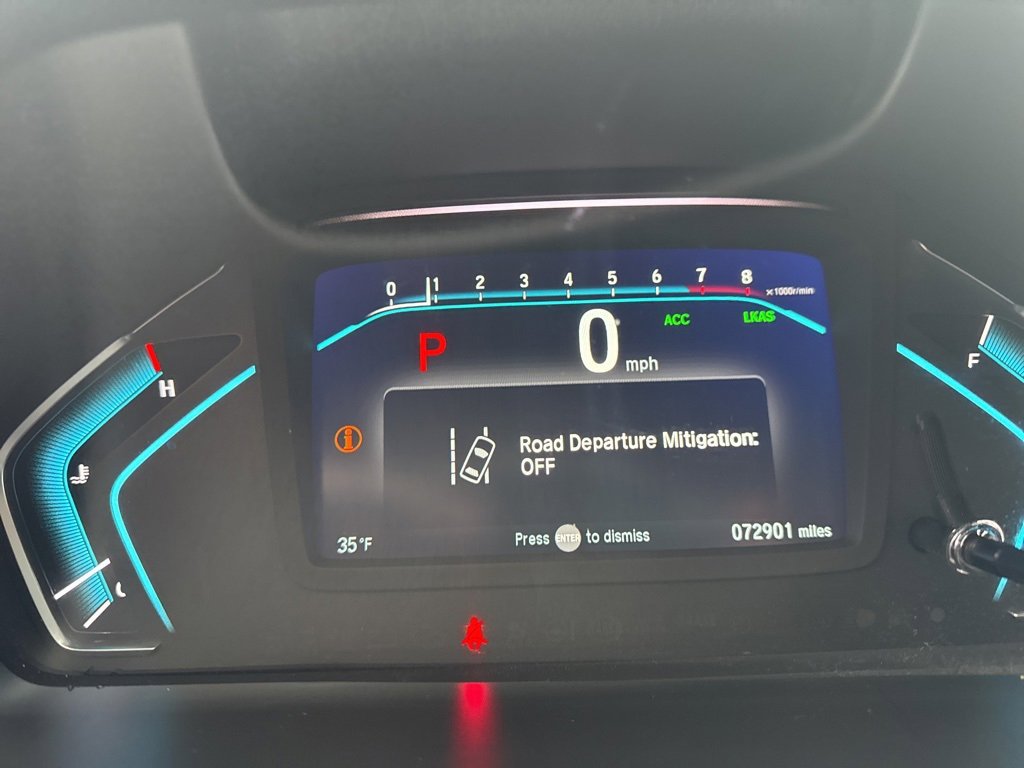 0 1 2 3 4 5 6 7 8 x1000r/min
P 0 mph ACC LKAS
H
F
Road Departure Mitigation:
OFF
35°F Press ENTER to dismiss 072901 miles
C